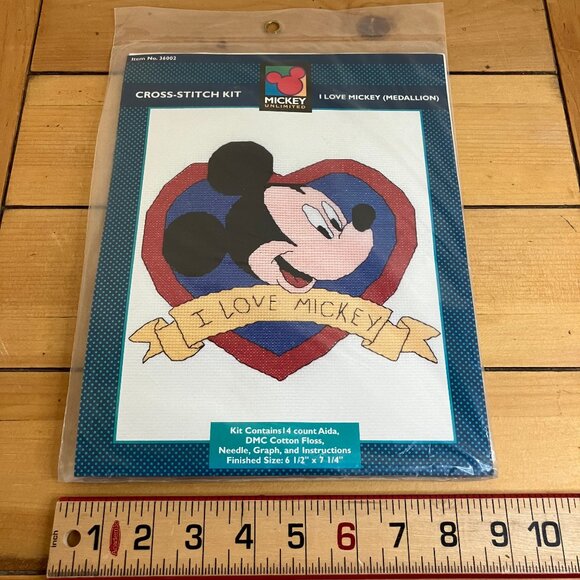 Item No. 36002
CROSS-STITCH KIT
MICKEY
UNLIMITED
I LOVE MICKEY (MEDALLION)
I LOVE MICKEY
Kit Contains14 count Aida,
DMC Cotton Floss,
Needle, Graph, and Instructions
Finished Size: 6 1/2" x 7 1/4"
inch 1 2 3 4 5 6 7 8 9 10